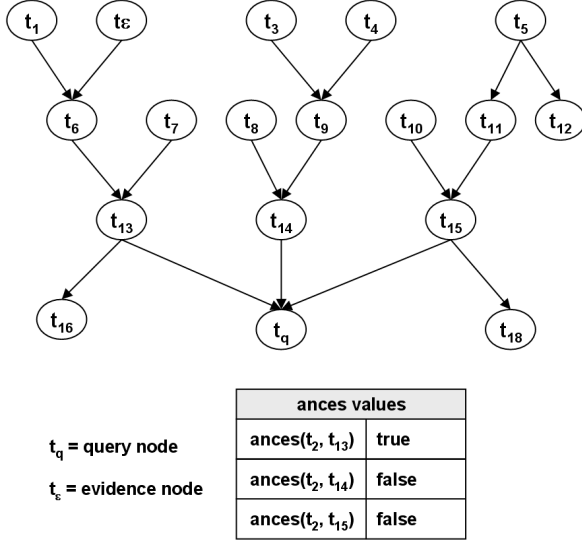 t1 tε t3 t4 t5
t6 t7 t8 t9 t10 t11 t12
t13 t14 t15
t16 tq t18
ances values
ances(t2, t13) true
ances(t2, t14) false
ances(t2, t15) false
tq = query node
tε = evidence node